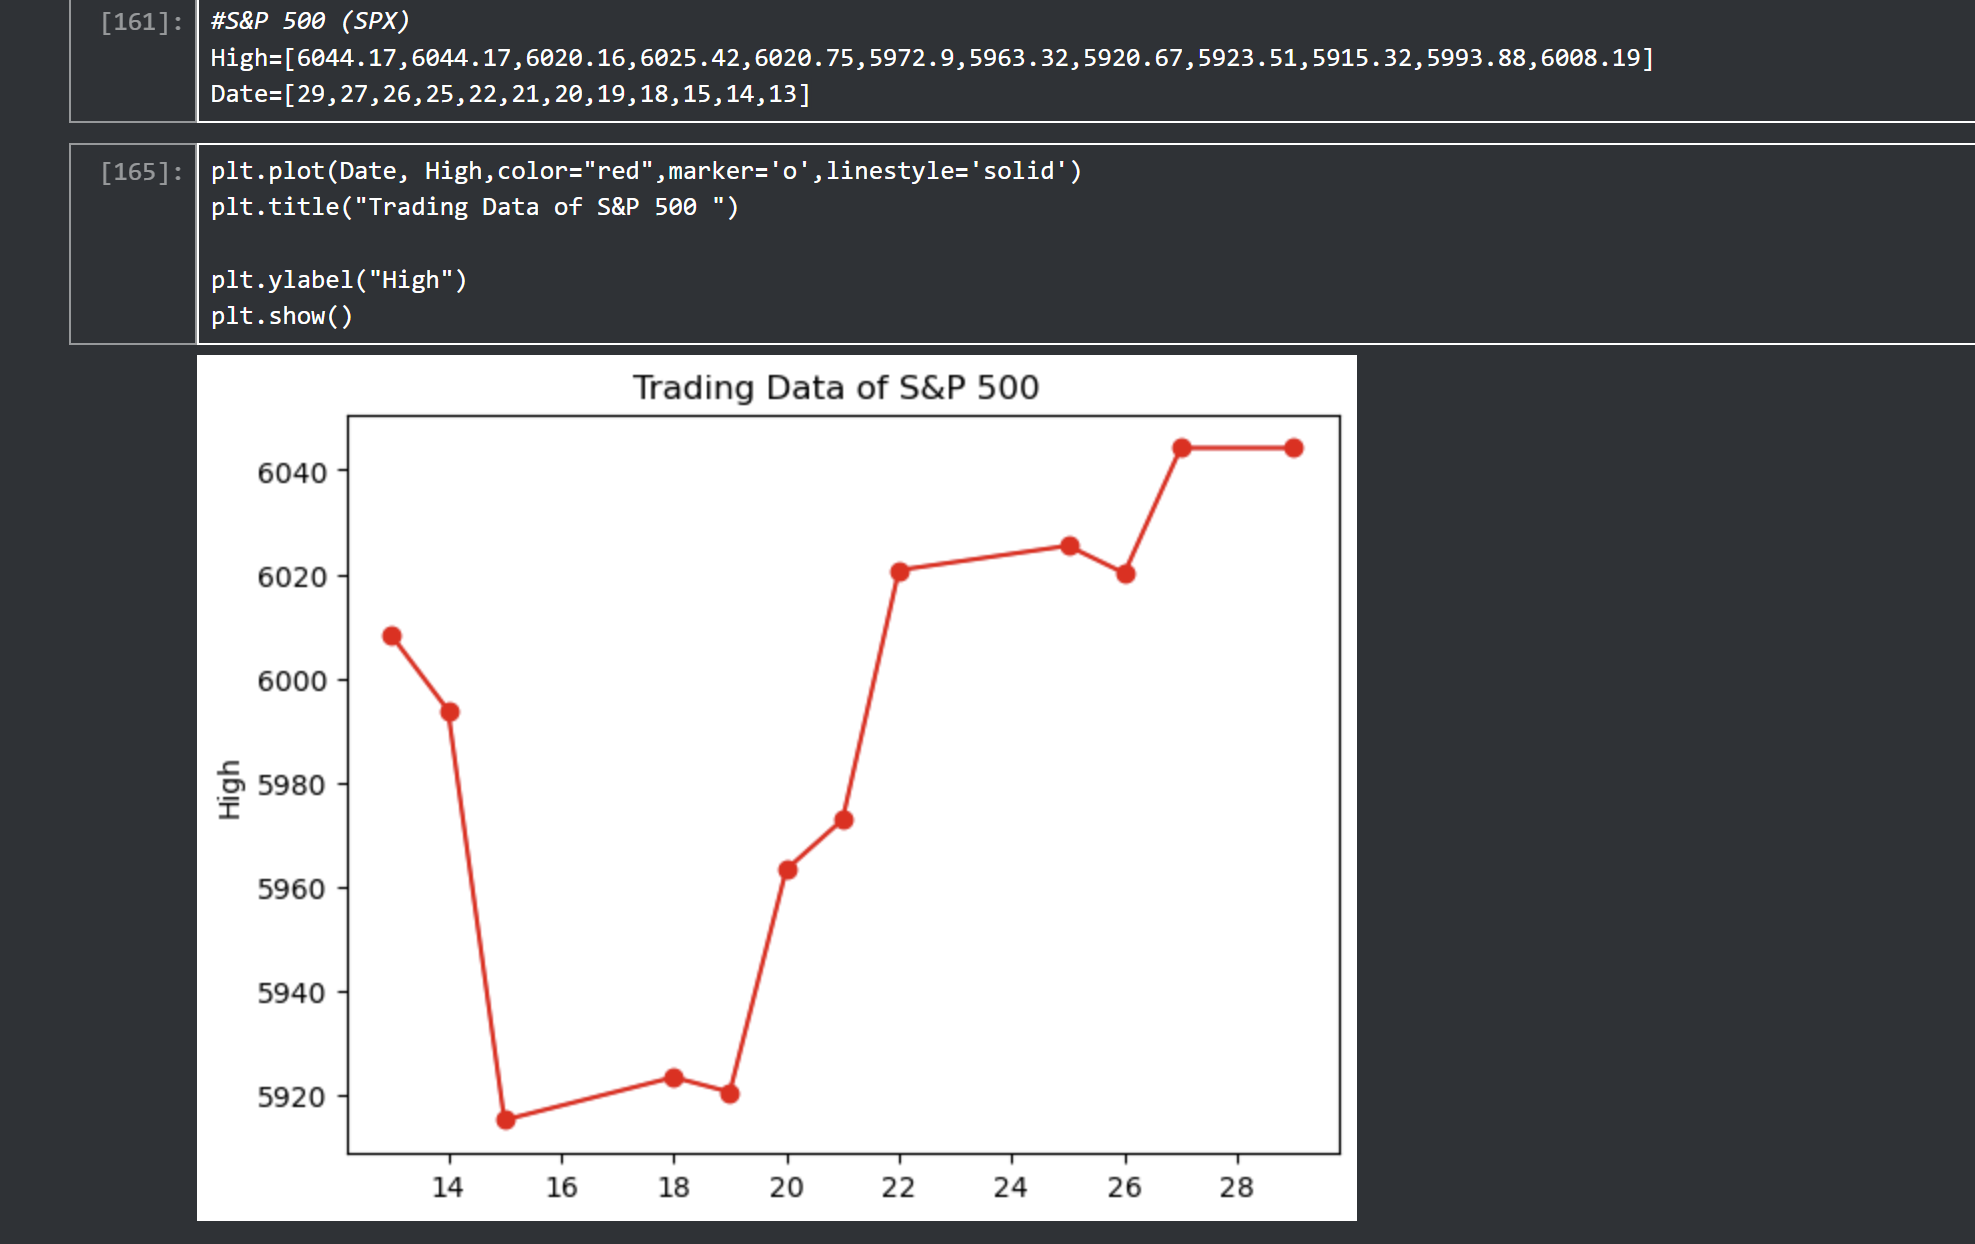 [161]: #S&P 500 (SPX)
High=[6044.17,6044.17,6020.16,6025.42,6020.75,5972.9,5963.32,5920.67,5923.51,5915.32,5993.88,6008.19]
Date=[29,27,26,25,22,21,20,19,18,15,14,13]
[165]: plt.plot(Date, High,color="red",marker='o',linestyle='solid')
plt.title("Trading Data of S&P 500 ")
plt.ylabel("High")
plt.show()
Trading Data of S&P 500
6040
6020
6000
5980
5960
5940
5920
High
14 16 18 20 22 24 26 28